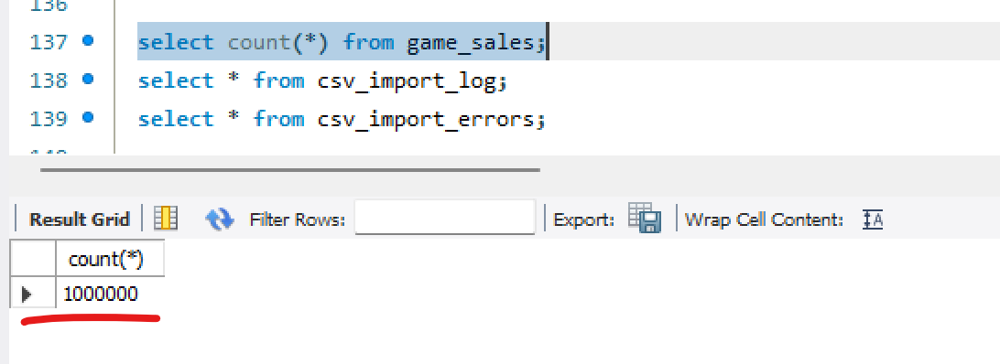 136
137 select count(*) from game_sales;
138 select * from csv_import_log;
139 select * from csv_import_errors;
Result Grid Filter Rows: Export: Wrap Cell Content:
count(*)
1000000